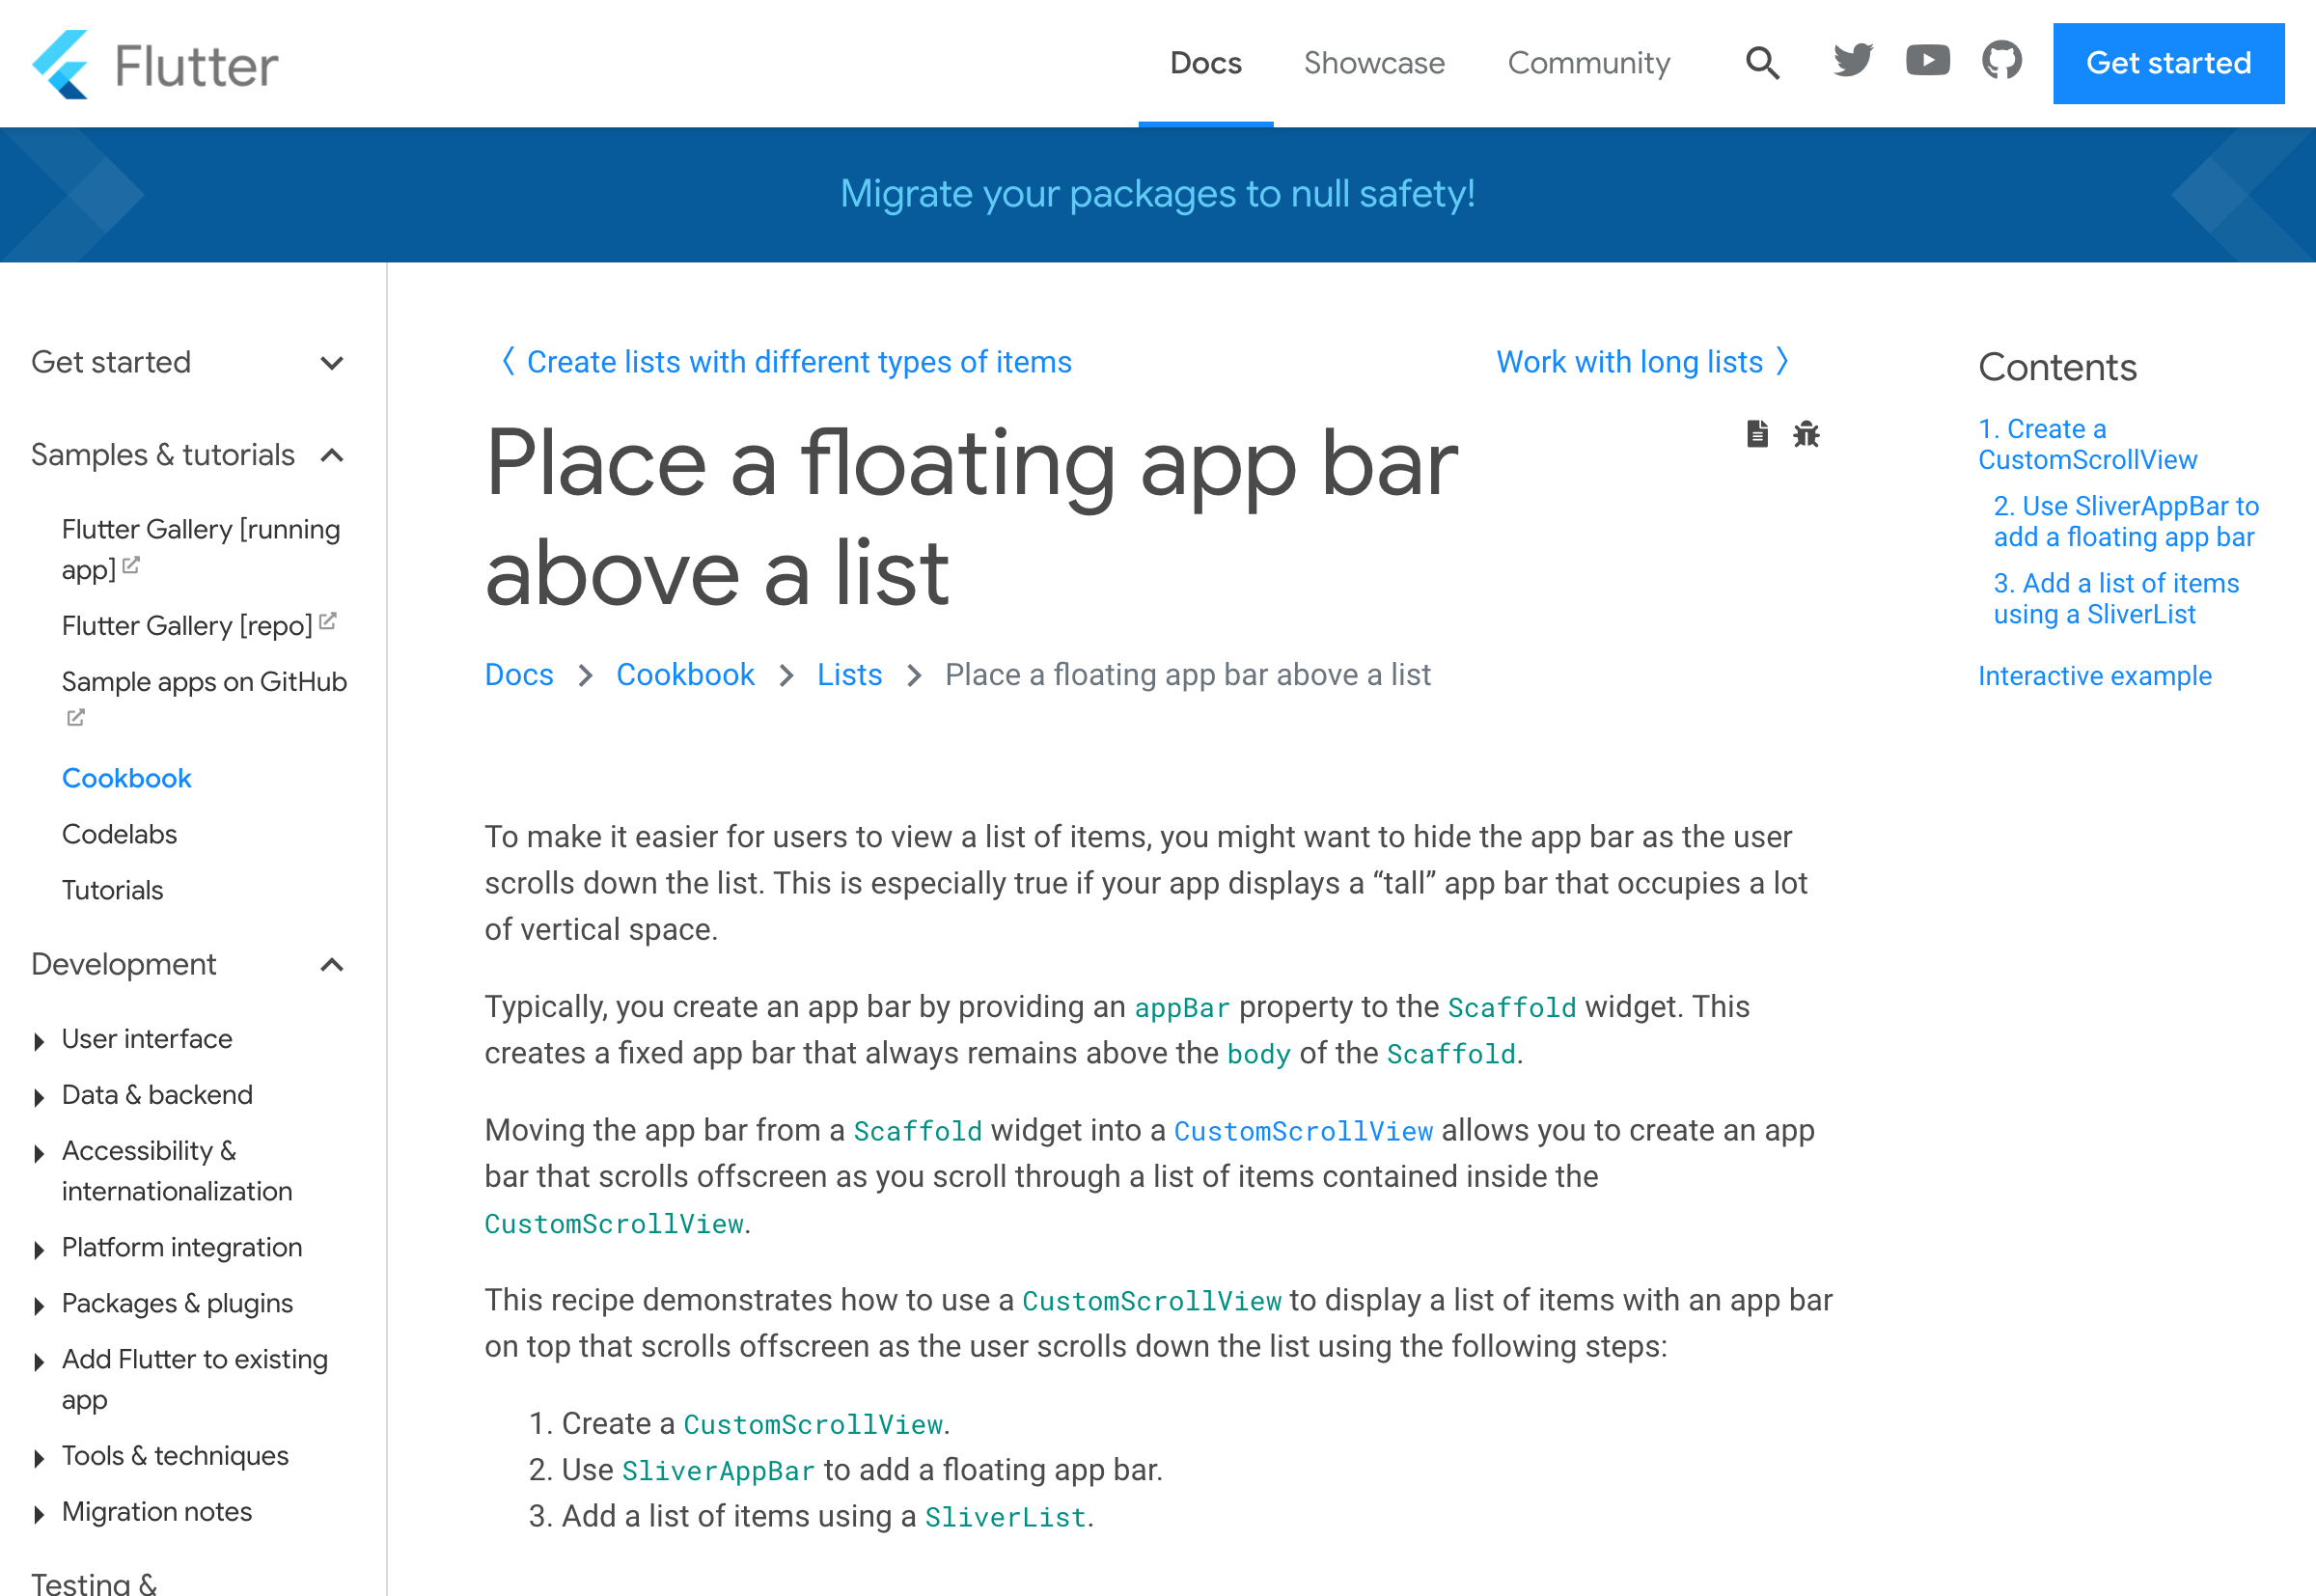 Flutter
Docs
Showcase
Community
Get started
Migrate your packages to null safety!
Get started
Samples & tutorials
Flutter Gallery [running
app]
Flutter Gallery [repo]
Sample apps on GitHub
Cookbook
Codelabs
Tutorials
Development
User interface
Data & backend
Accessibility &
internationalization
Platform integration
Packages & plugins
Add Flutter to existing
app
Tools & techniques
Migration notes
Testing &
〈 Create lists with different types of items
Work with long lists 〉
Place a floating app bar
above a list
Docs
Cookbook
Lists
Place a floating app bar above a list
To make it easier for users to view a list of items, you might want to hide the app bar as the user
scrolls down the list. This is especially true if your app displays a “tall” app bar that occupies a lot
of vertical space.
Typically, you create an app bar by providing an appBar property to the Scaffold widget. This
creates a fixed app bar that always remains above the body of the Scaffold.
Moving the app bar from a Scaffold widget into a CustomScrollView allows you to create an app
bar that scrolls offscreen as you scroll through a list of items contained inside the
CustomScrollView.
This recipe demonstrates how to use a CustomScrollView to display a list of items with an app bar
on top that scrolls offscreen as the user scrolls down the list using the following steps:
1. Create a CustomScrollView.
2. Use SliverAppBar to add a floating app bar.
3. Add a list of items using a SliverList.
Contents
1. Create a
CustomScrollView
2. Use SliverAppBar to
add a floating app bar
3. Add a list of items
using a SliverList
Interactive example